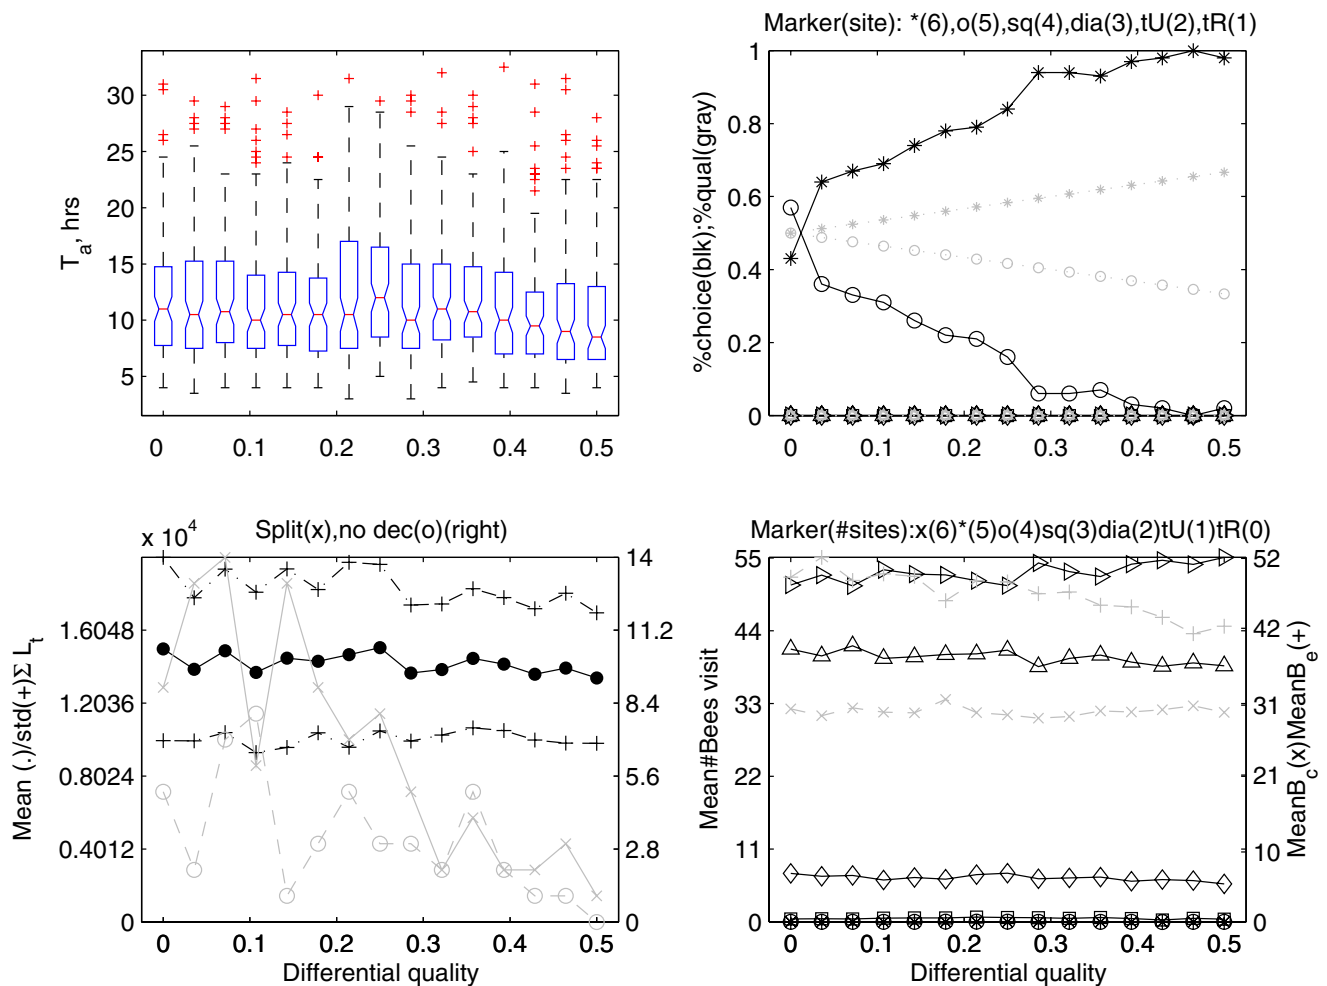 30
25
20
15
10
5
T_a, hrs
0 0.1 0.2 0.3 0.4 0.5
Marker(site): *(6),o(5),sq(4),dia(3),tU(2),tR(1)
1
0.8
0.6
0.4
0.2
0
%choice(blk);%qual(gray)
0 0.1 0.2 0.3 0.4 0.5
x 10^4
Split(x),no dec(o)(right)
1.6048
1.2036
0.8024
0.4012
0
Mean (.)/std(+)Σ L_t
14
11.2
8.4
5.6
2.8
0
0 0.1 0.2 0.3 0.4 0.5
Differential quality
Marker(#sites):x(6)*(5)o(4)sq(3)dia(2)tU(1)tR(0)
55
44
33
22
11
0
Mean#Bees visit
52
42
31
21
10
0
MeanB_c(x)MeanB_e(+)
0 0.1 0.2 0.3 0.4 0.5
Differential quality